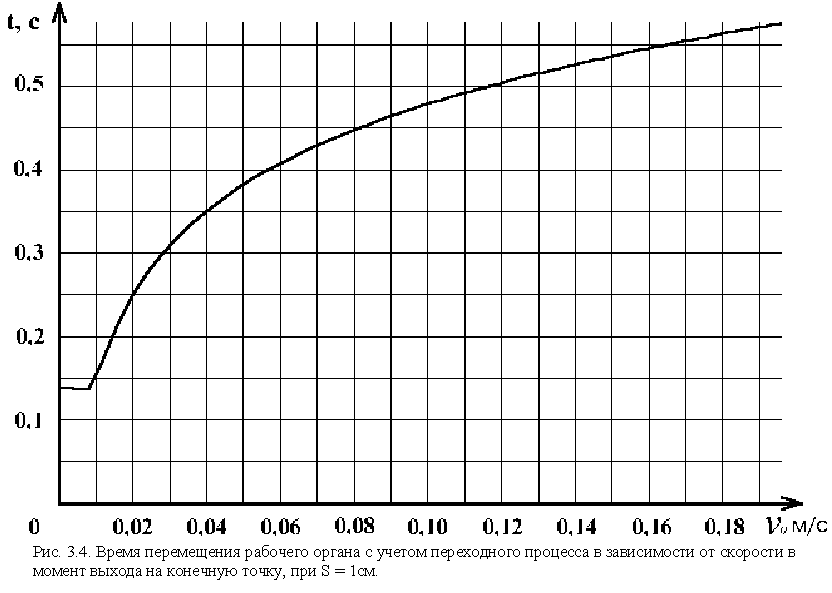 t, с
0,5
0,4
0,3
0,2
0,1
0 0,02 0,04 0,06 0,08 0,10 0,12 0,14 0,16 0,18 V₀ м/с
Рис. 3.4. Время перемещения рабочего органа с учетом переходного процесса в зависимости от скорости в
момент выхода на конечную точку, при S = 1см.